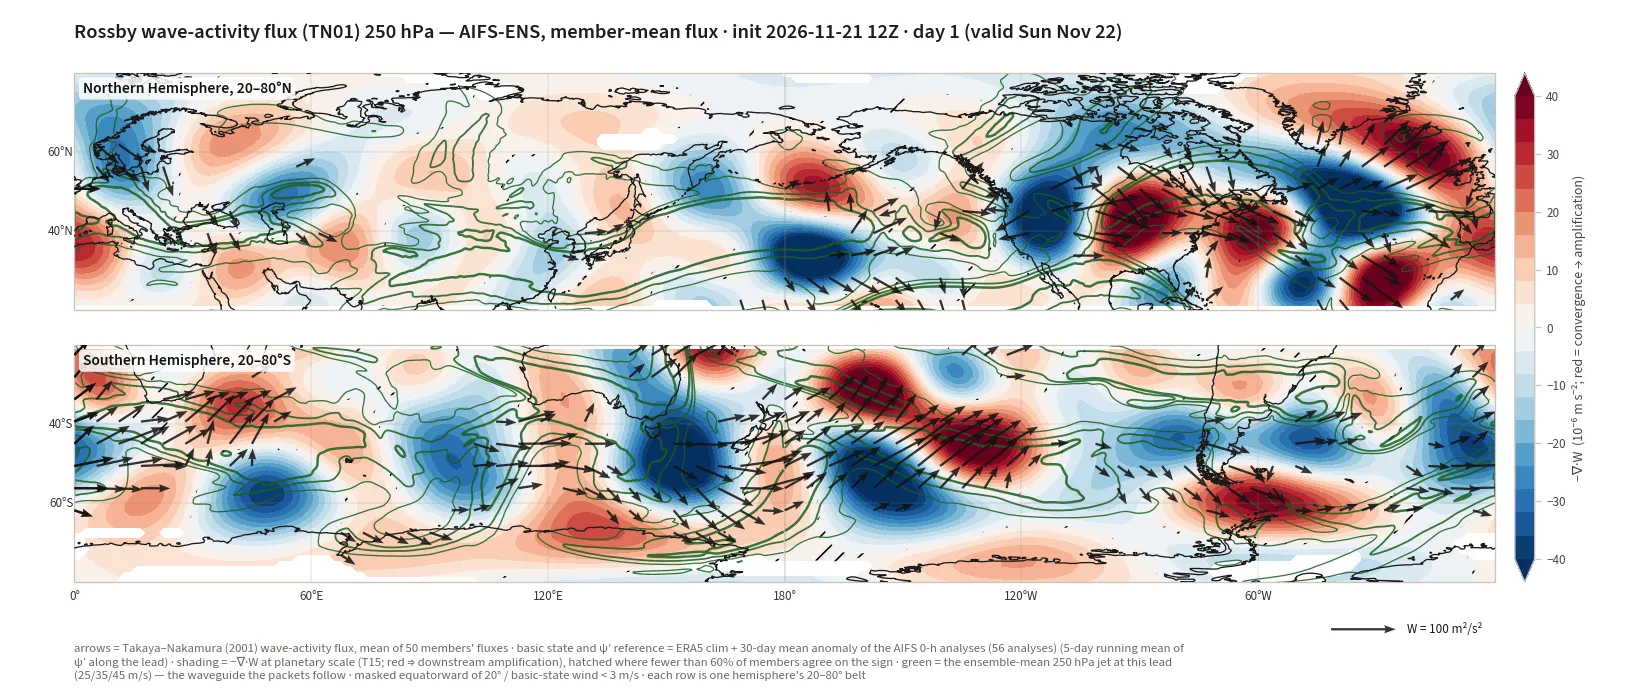 Rossby wave-activity flux (TN01) 250 hPa — AIFS-ENS, member-mean flux · init 2026-11-21 12Z · day 1 (valid Sun Nov 22)
Northern Hemisphere, 20–80°N
60°N
40°N
Southern Hemisphere, 20–80°S
40°S
60°S
0°
60°E
120°E
180°
120°W
60°W
40
30
20
10
0
−10
−20
−30
−40
−∇·W (10⁻⁶ m s⁻²; red = convergence → amplification)
W = 100 m²/s²
arrows = Takaya–Nakamura (2001) wave-activity flux, mean of 50 members' fluxes · basic state and ψ' reference = ERA5 clim + 30-day mean anomaly of the AIFS 0-h analyses (56 analyses) (5-day running mean of
ψ' along the lead) · shading = −∇·W at planetary scale (T15; red ⇒ downstream amplification), hatched where fewer than 60% of members agree on the sign · green = the ensemble-mean 250 hPa jet at this lead
(25/35/45 m/s) — the waveguide the packets follow · masked equatorward of 20° / basic-state wind < 3 m/s · each row is one hemisphere's 20–80° belt